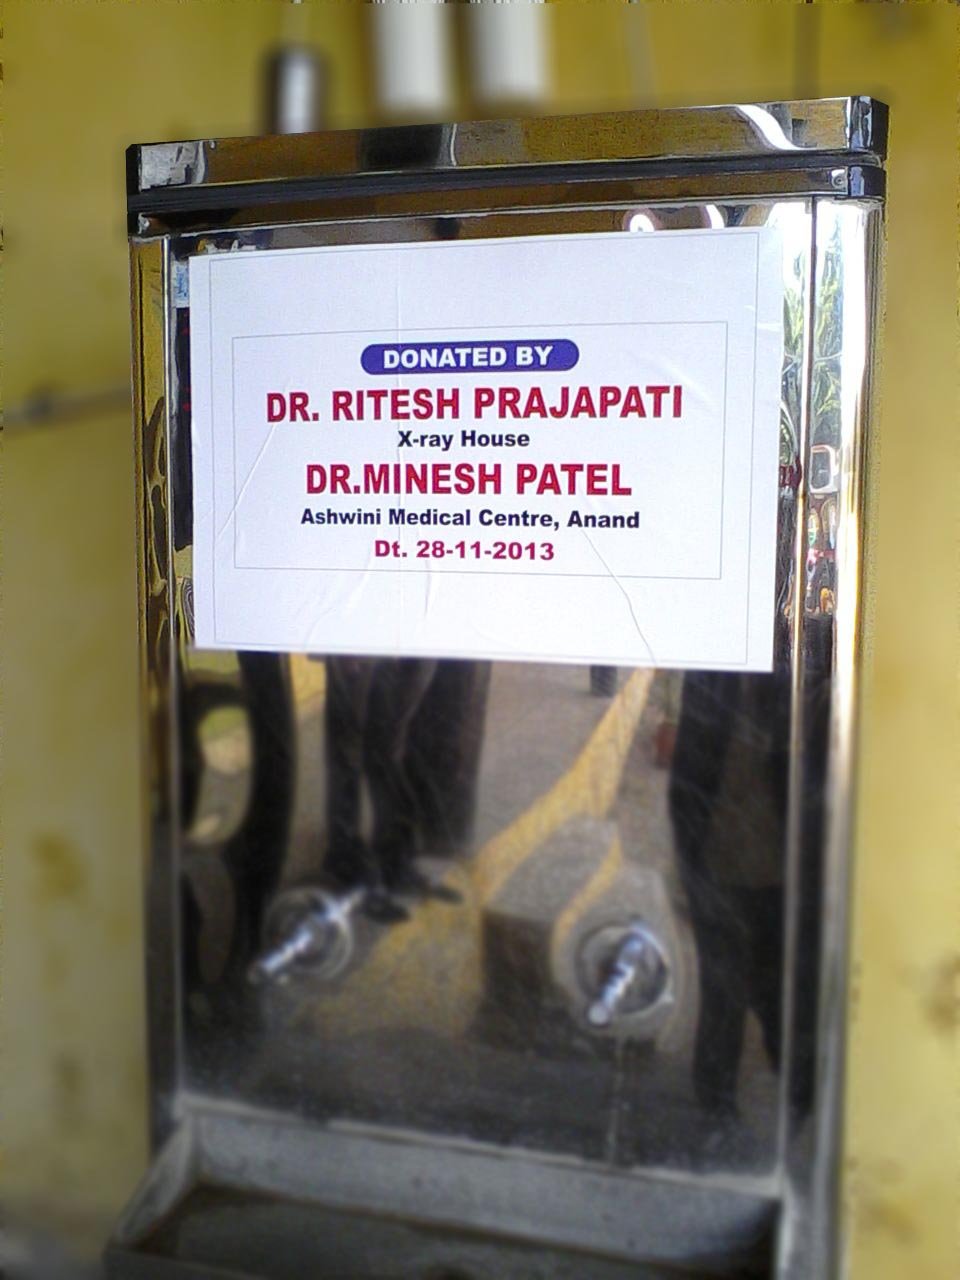 DONATED BY
DR. RITESH PRAJAPATI
X-ray House
DR.MINESH PATEL
Ashwini Medical Centre, Anand
Dt. 28-11-2013